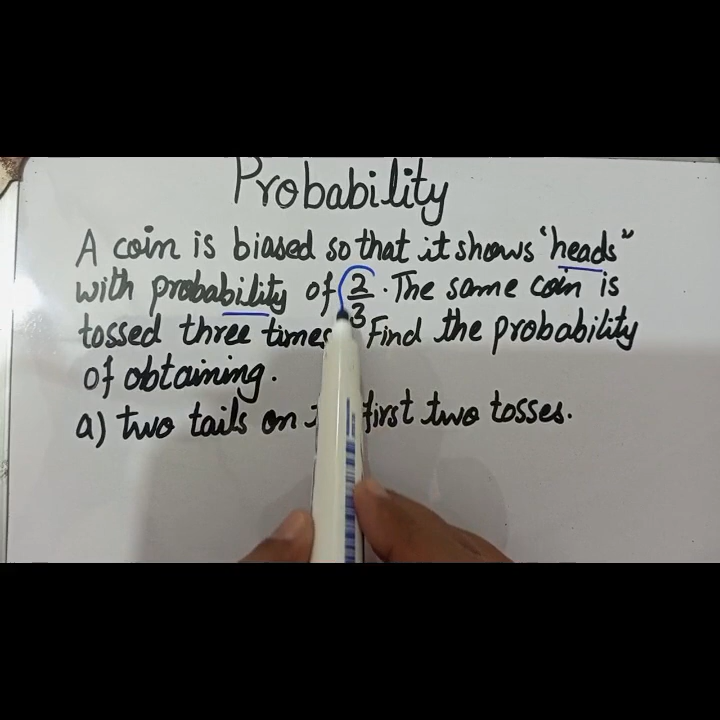 Probability
A coin is biased so that it shows "heads"
with probability of 2/3. The same coin is
tossed three times Find the probability
of obtaining.
a) two tails on first two tosses.